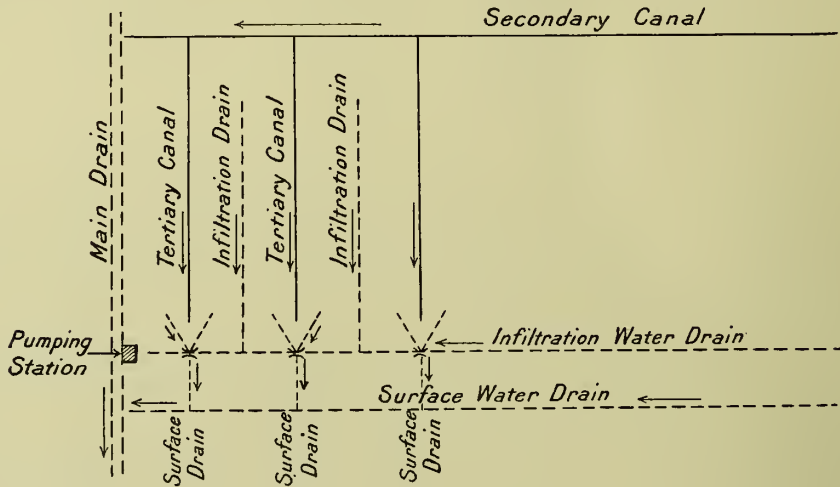 Secondary Canal
Main Drain
Tertiary Canal
Infiltration Drain
Tertiary Canal
Infiltration Drain
Pumping
Station
Infiltration Water Drain
Surface Water Drain
Surface
Drain
Surface
Drain
Surface
Drain